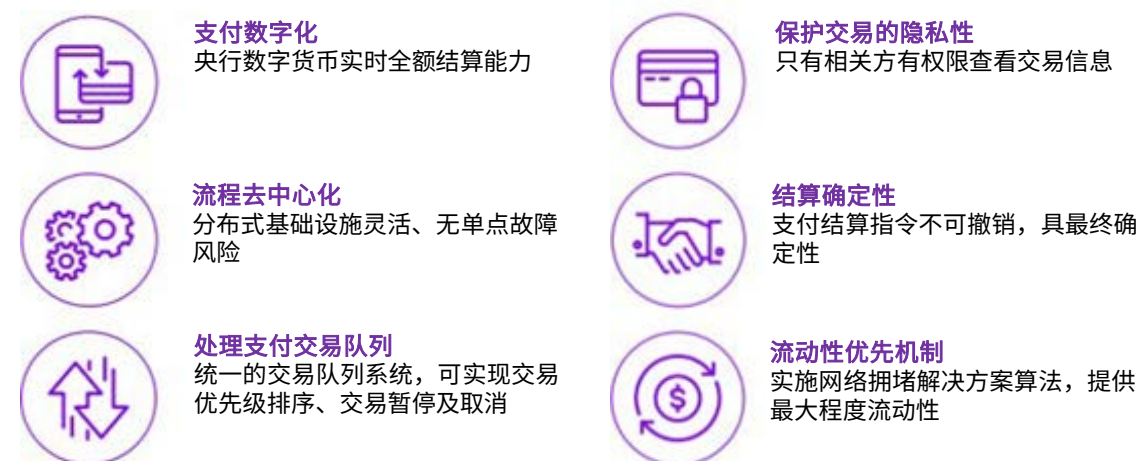 支付数字化
央行数字货币实时全额结算能力
保护交易的隐私性
只有相关方有权限查看交易信息
流程去中心化
分布式基础设施灵活、无单点故障
风险
结算确定性
支付结算指令不可撤销，具最终确
定性
处理支付交易队列
统一的交易队列系统，可实现交易
优先级排序、交易暂停及取消
流动性优先机制
实施网络拥堵解决方案算法，提供
最大程度流动性
$